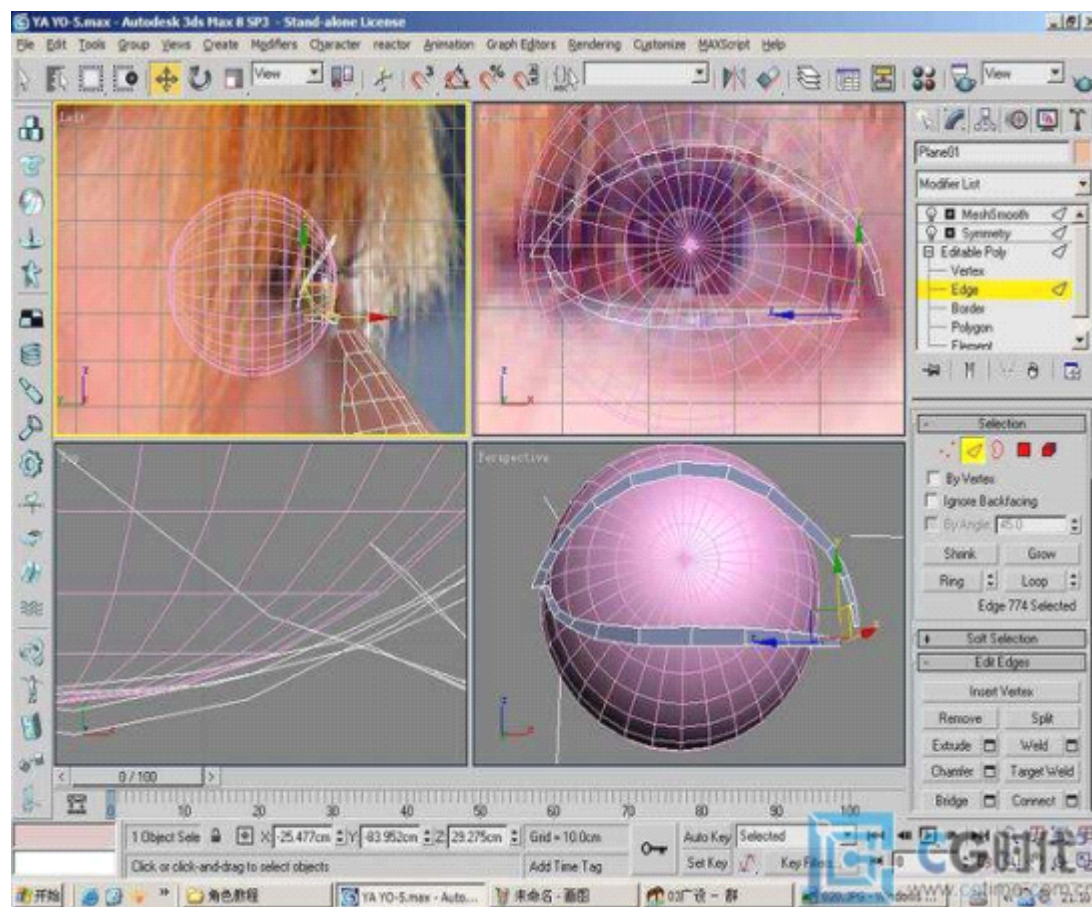 YA YO-S.max - Autodesk 3ds Max 8 SP3 - Stand-alone License
File Edit Tools Group Views Create Modifiers Character reactor Animation Graph Editors Rendering Customize MAXScript Help
View
View
Left
Plane01
Modifier List
MeshSmooth
Symmetry
Editable Poly
Vertex
Edge
Border
Polygon
Element
Top
Perspective
Selection
By Vertex
Ignore Backfacing
By Angle: 45.0
Shrink Grow
Ring Loop
Edge 774 Selected
Soft Selection
Edit Edges
Insert Vertex
Remove Split
Extrude Weld
Chamfer Target Weld
Bridge Connect
0 / 100
10 20 30 40 50 60 70 80 90 100
1 Object Sele X: -25.477cm Y: -83.952cm Z: 29.275cm Grid = 10.0cm Auto Key Selected
Click or click-and-drag to select objects Add Time Tag Set Key
CG时代
www.cgtime.com.cn
开始 角色教程 YA YO-S.max - Auto... 未命名 - 画图